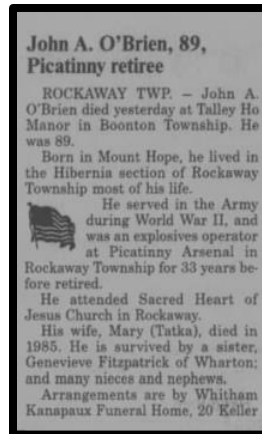 John A. O'Brien, 89,
Picatinny retiree
ROCKAWAY TWP. – John A.
O'Brien died yesterday at Talley Ho
Manor in Boonton Township. He
was 89.
Born in Mount Hope, he lived in
the Hibernia section of Rockaway
Township most of his life.
He served in the Army
during World War II, and
was an explosives operator
at Picatinny Arsenal in
Rockaway Township for 33 years be-
fore retired.
He attended Sacred Heart of
Jesus Church in Rockaway.
His wife, Mary (Tatka), died in
1985. He is survived by a sister,
Genevieve Fitzpatrick of Wharton;
and many nieces and nephews.
Arrangements are by Whitham
Kanapaux Funeral Home, 20 Keller